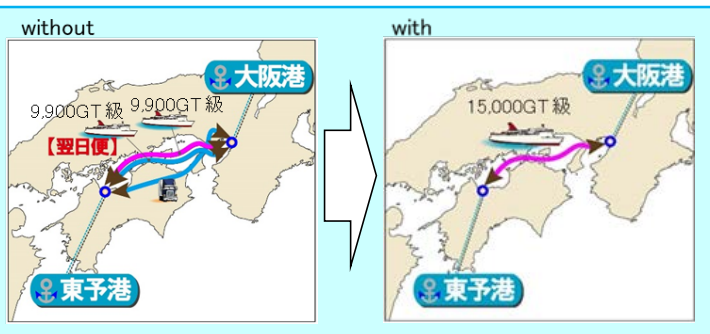 without
大阪港
9,900GT級 9,900GT級
【翌日便】
東予港
with
大阪港
15,000GT級
東予港